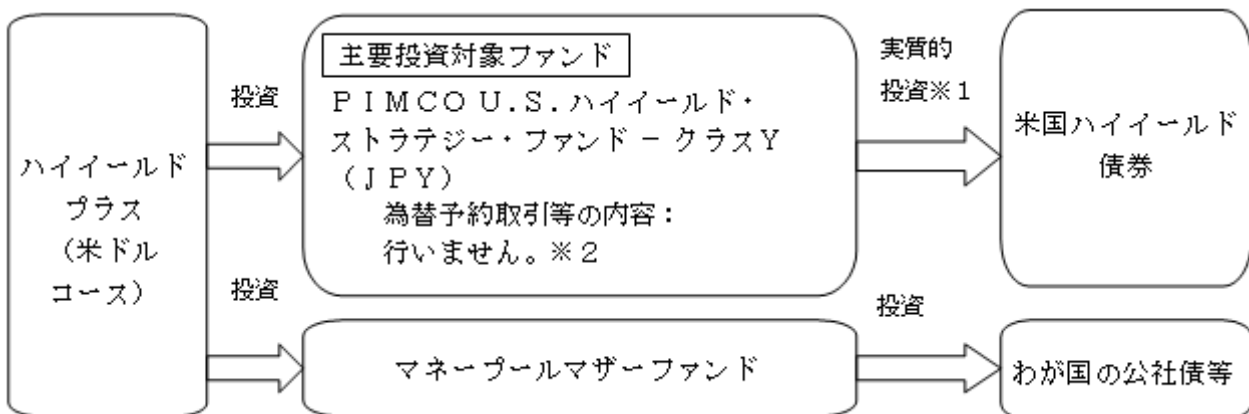 ハイイールド
プラス
（米ドル
コース）
投資
主要投資対象ファンド
ＰＩＭＣＯ U.S.ハイイールド・
ストラテジー・ファンド − クラスＹ
（ＪＰＹ）
為替予約取引等の内容：
行いません。※２
実質的
投資※１
米国ハイイールド
債券
投資
マネープールマザーファンド
投資
わが国の公社債等